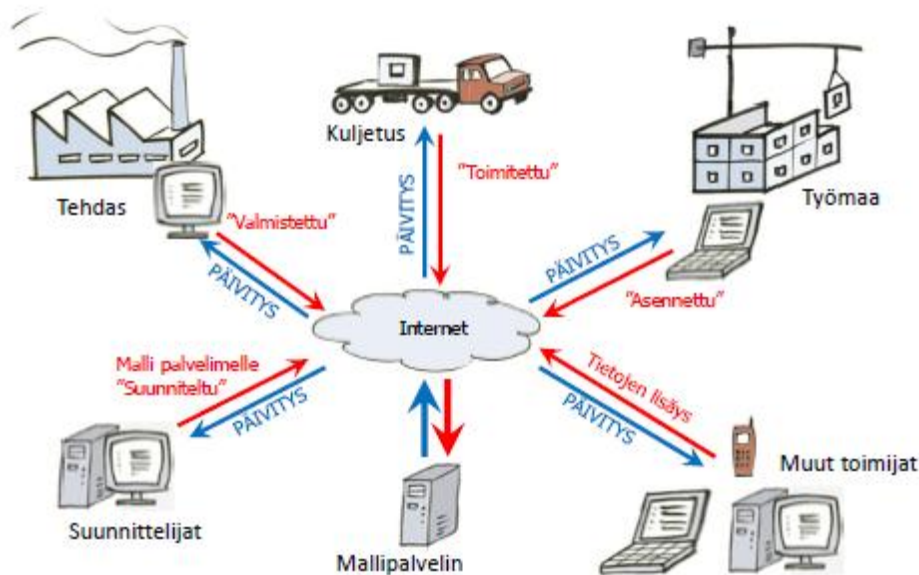 Kuljetus
Tehdas
"Valmistettu"
PÄIVITYS
PÄIVITYS
"Toimitettu"
Työmaa
PÄIVITYS
"Asennettu"
Internet
Malli palvelimelle
"Suunniteltu"
PÄIVITYS
Tietojen lisäys
PÄIVITYS
Suunnittelijat
Mallipalvelin
Muut toimijat